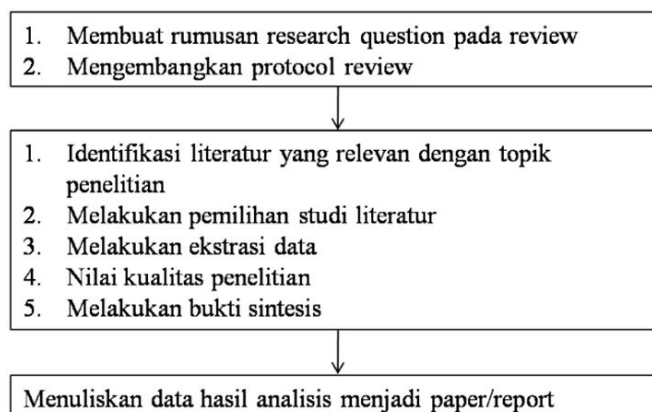 1. Membuat rumusan research question pada review
2. Mengembangkan protocol review
1. Identifikasi literatur yang relevan dengan topik
penelitian
2. Melakukan pemilihan studi literatur
3. Melakukan ekstrasi data
4. Nilai kualitas penelitian
5. Melakukan bukti sintesis
Menuliskan data hasil analisis menjadi paper/report